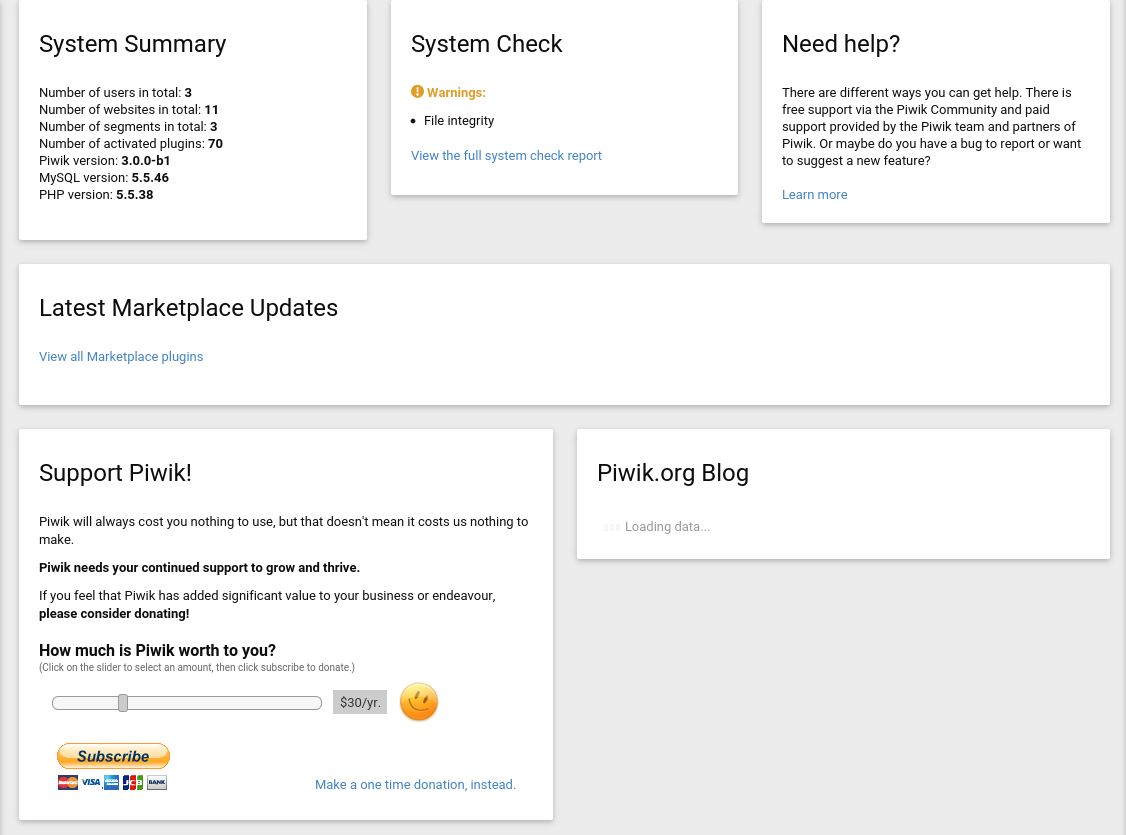 System Summary
Number of users in total: 3
Number of websites in total: 11
Number of segments in total: 3
Number of activated plugins: 70
Piwik version: 3.0.0-b1
MySQL version: 5.5.46
PHP version: 5.5.38
System Check
Warnings:
File integrity
View the full system check report
Need help?
There are different ways you can get help. There is
free support via the Piwik Community and paid
support provided by the Piwik team and partners of
Piwik. Or maybe do you have a bug to report or want
to suggest a new feature?
Learn more
Latest Marketplace Updates
View all Marketplace plugins
Support Piwik!
Piwik will always cost you nothing to use, but that doesn't mean it costs us nothing to
make.
Piwik needs your continued support to grow and thrive.
If you feel that Piwik has added significant value to your business or endeavour,
please consider donating!
How much is Piwik worth to you?
(Click on the slider to select an amount, then click subscribe to donate.)
$30/yr.
Subscribe
VISA JCB BANK
Make a one time donation, instead.
Piwik.org Blog
Loading data...